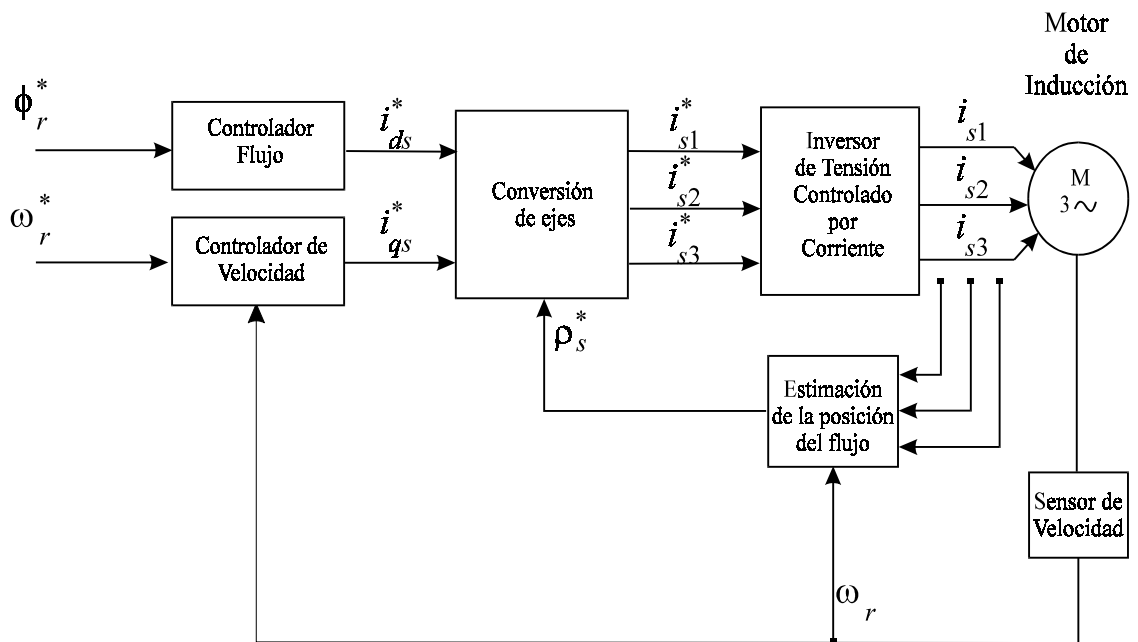 Motor
de
Inducción
ϕ*r
Controlador
Flujo
i*ds
Conversión
de ejes
i*s1
i*s2
i*s3
Inversor
de Tensión
Controlado
por
Corriente
is1
is2
is3
M
3∿
ω*r
Controlador de
Velocidad
i*qs
ρ*s
Estimación
de la posición
del flujo
Sensor de
Velocidad
ωr